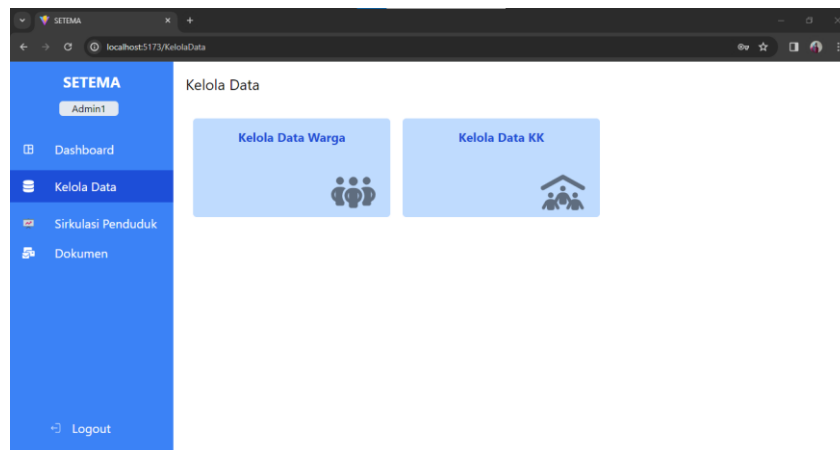 SETEMA
localhost:5173/KelolaData
SETEMA
Admin1
Dashboard
Kelola Data
Sirkulasi Penduduk
Dokumen
Logout
Kelola Data
Kelola Data Warga
Kelola Data KK